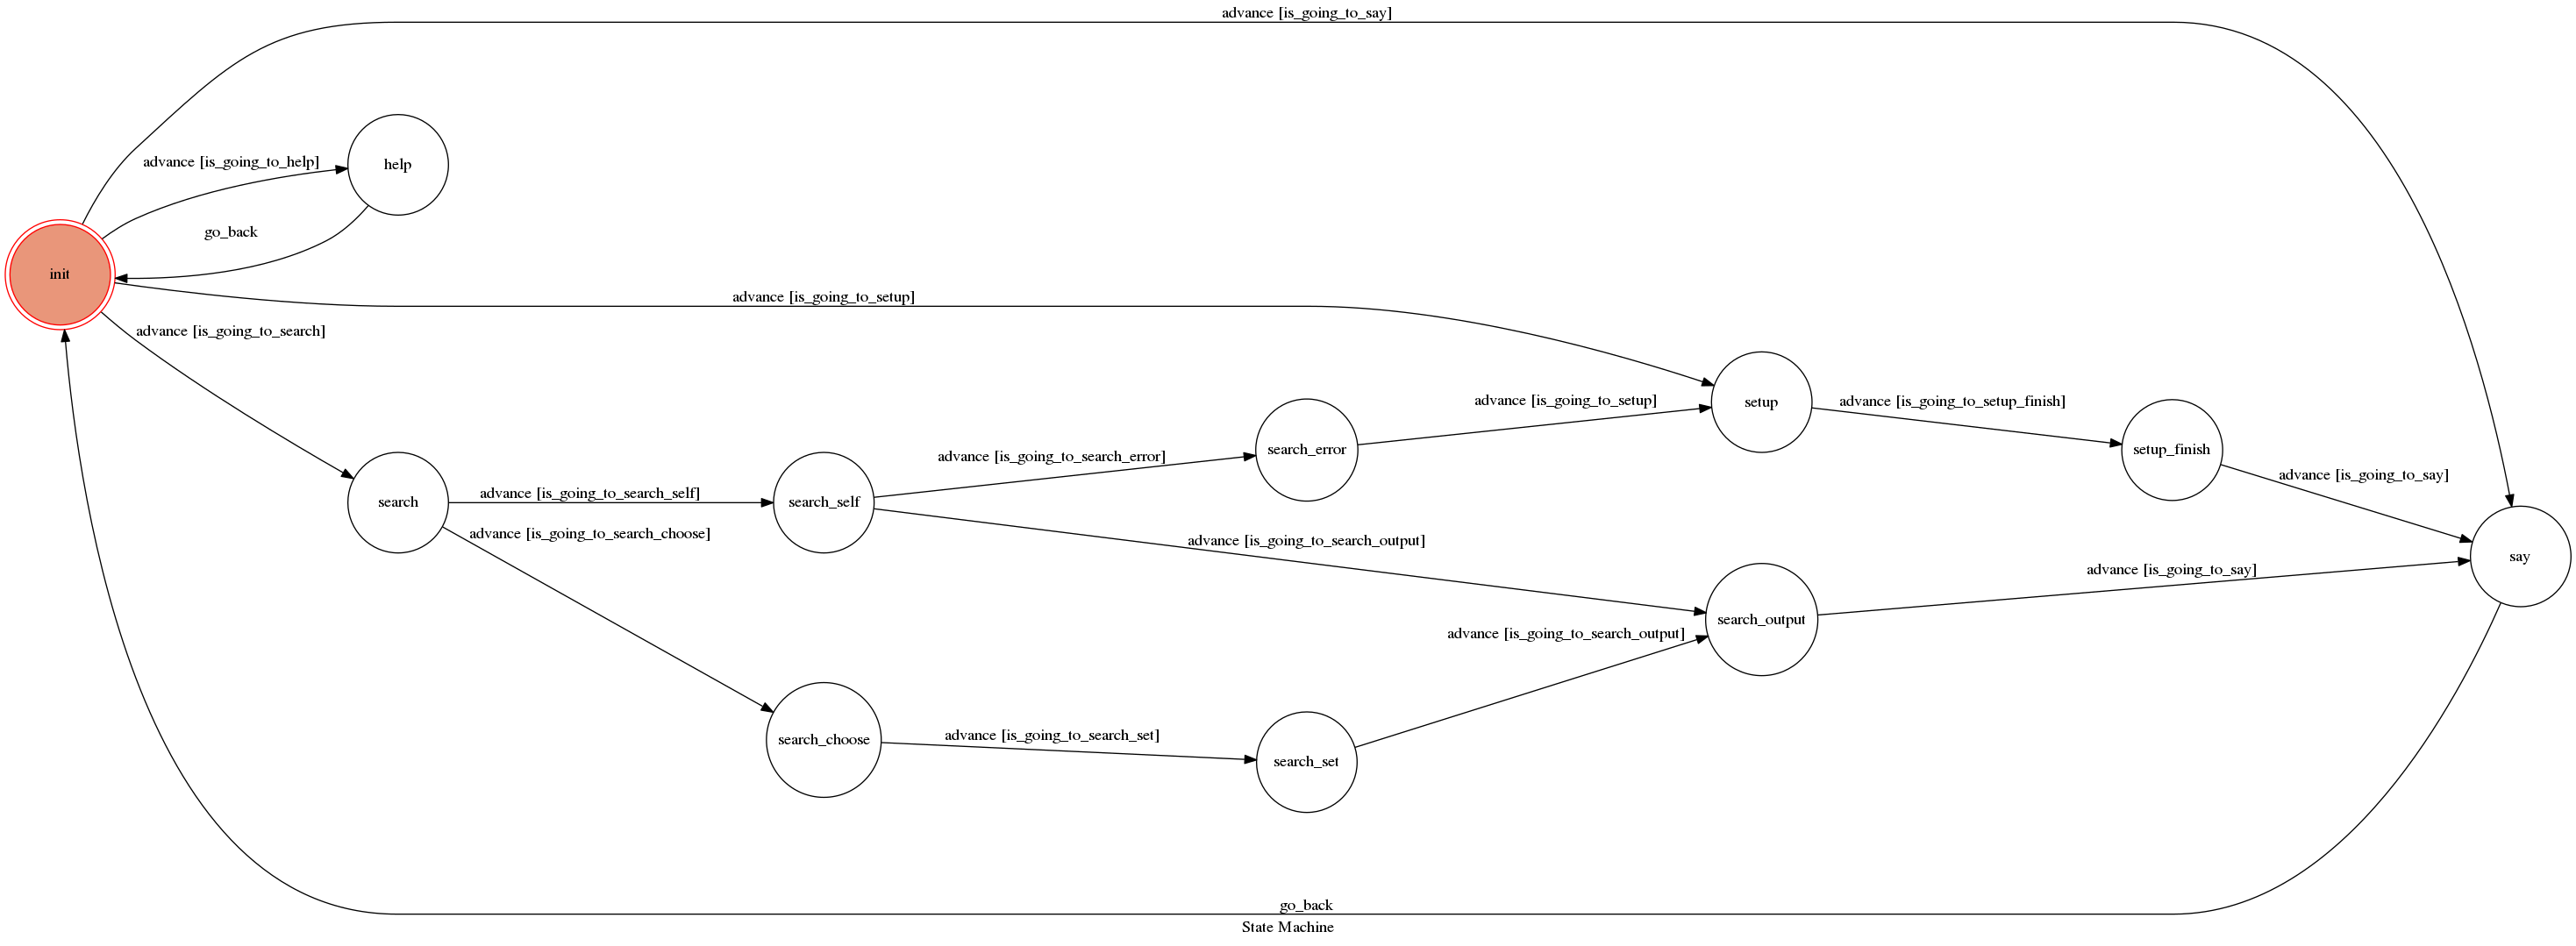 advance [is_going_to_say]
advance [is_going_to_help]
help
go_back
init
advance [is_going_to_setup]
advance [is_going_to_search]
advance [is_going_to_setup]
setup
advance [is_going_to_setup_finish]
advance [is_going_to_search_error]
search_error
setup_finish
advance [is_going_to_say]
search
advance [is_going_to_search_self]
search_self
advance [is_going_to_search_choose]
advance [is_going_to_search_output]
say
advance [is_going_to_say]
search_output
advance [is_going_to_search_output]
search_choose
advance [is_going_to_search_set]
search_set
go_back
State Machine